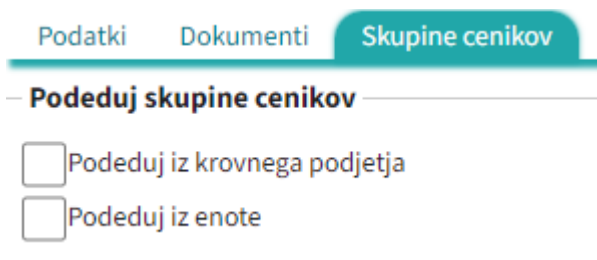 Podatki Dokumenti Skupine cenikov
Podeduj skupine cenikov
Podeduj iz krovnega podjetja
Podeduj iz enote